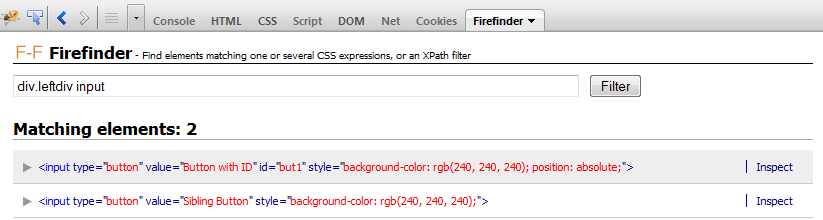 Console HTML CSS Script DOM Net Cookies Firefinder
F-F Firefinder - Find elements matching one or several CSS expressions, or an XPath filter
div.leftdiv input Filter
Matching elements: 2
<input type="button" value="Button with ID" id="but1" style="background-color: rgb(240, 240, 240); position: absolute;"> Inspect
<input type="button" value="Sibling Button" style="background-color: rgb(240, 240, 240);"> Inspect